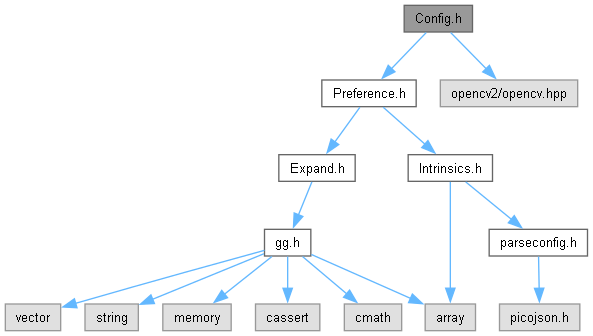 Config.h
Preference.h
opencv2/opencv.hpp
Expand.h
Intrinsics.h
gg.h
parseconfig.h
vector
string
memory
cassert
cmath
array
picojson.h